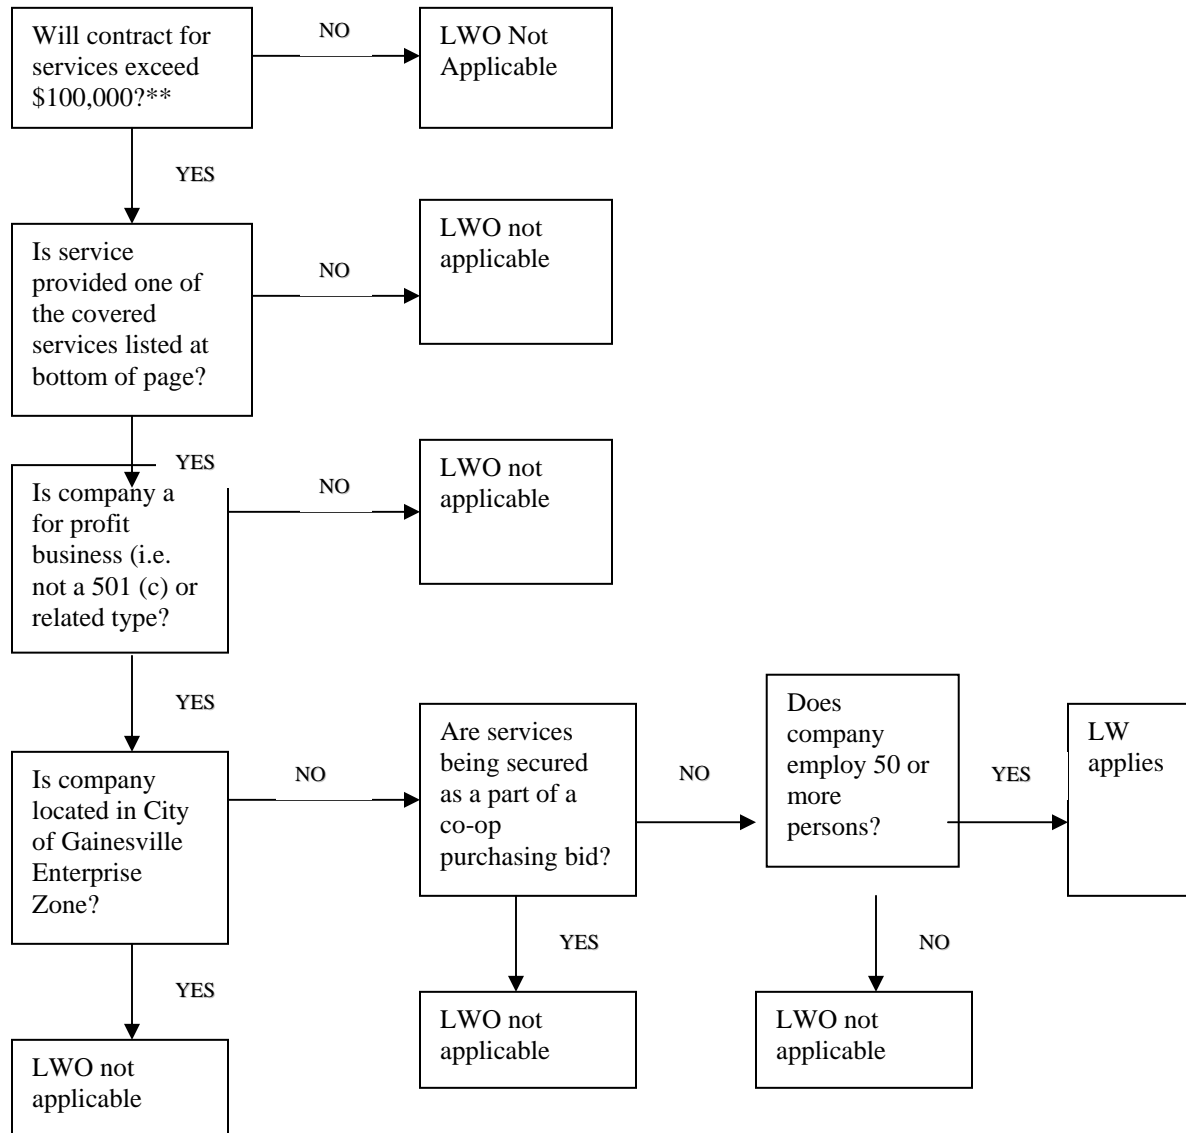 Will contract for
services exceed
$100,000?**
NO
LWO Not
Applicable
YES
Is service
provided one of
the covered
services listed at
bottom of page?
NO
LWO not
applicable
YES
Is company a
for profit
business (i.e.
not a 501 (c) or
related type?
NO
LWO not
applicable
YES
Is company
located in City
of Gainesville
Enterprise
Zone?
NO
Are services
being secured
as a part of a
co-op
purchasing bid?
NO
Does
company
employ 50 or
more
persons?
YES
LW
applies
YES
LWO not
applicable
YES
LWO not
applicable
NO
LWO not
applicable